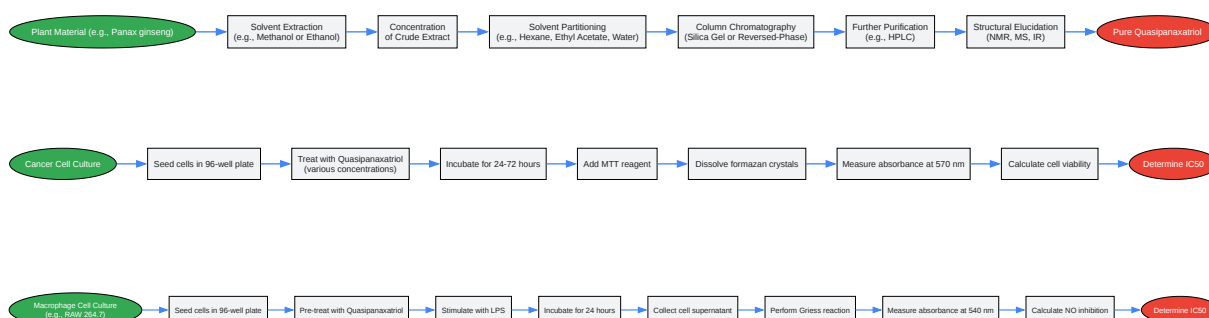 Plant Material (e.g., Panax ginseng)
Solvent Extraction
(e.g., Methanol or Ethanol)
Concentration
of Crude Extract
Solvent Partitioning
(e.g., Hexane, Ethyl Acetate, Water)
Column Chromatography
(Silica Gel or Reversed-Phase)
Further Purification
(e.g., HPLC)
Structural Elucidation
(NMR, MS, IR)
Pure Quasipanaxatriol
Cancer Cell Culture
Seed cells in 96-well plate
Treat with Quasipanaxatriol
(various concentrations)
Incubate for 24-72 hours
Add MTT reagent
Dissolve formazan crystals
Measure absorbance at 570 nm
Calculate cell viability
Determine IC50
Macrophage Cell Culture
(e.g., RAW 264.7)
Seed cells in 96-well plate
Pre-treat with Quasipanaxatriol
Stimulate with LPS
Incubate for 24 hours
Collect cell supernatant
Perform Griess reaction
Measure absorbance at 540 nm
Calculate NO inhibition
Determine IC50